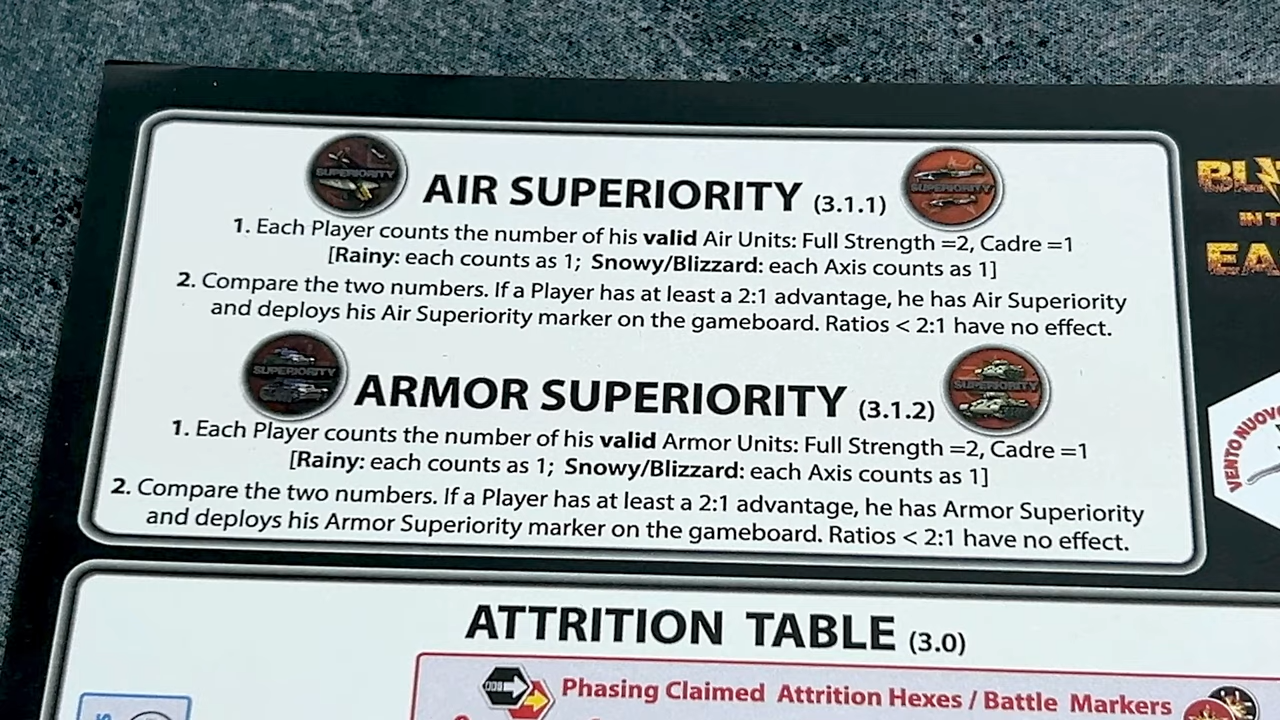 SUPERIORITY
AIR SUPERIORITY (3.1.1)
SUPERIORITY
1. Each Player counts the number of his valid Air Units: Full Strength =2, Cadre =1
[Rainy: each counts as 1; Snowy/Blizzard: each Axis counts as 1]
2. Compare the two numbers. If a Player has at least a 2:1 advantage, he has Air Superiority
and deploys his Air Superiority marker on the gameboard. Ratios < 2:1 have no effect.
SUPERIORITY
ARMOR SUPERIORITY (3.1.2)
SUPERIORITY
1. Each Player counts the number of his valid Armor Units: Full Strength =2, Cadre =1
[Rainy: each counts as 1; Snowy/Blizzard: each Axis counts as 1]
2. Compare the two numbers. If a Player has at least a 2:1 advantage, he has Armor Superiority
and deploys his Armor Superiority marker on the gameboard. Ratios < 2:1 have no effect.
VENTO NUOVO
ATTRITION TABLE (3.0)
Phasing Claimed Attrition Hexes / Battle Markers